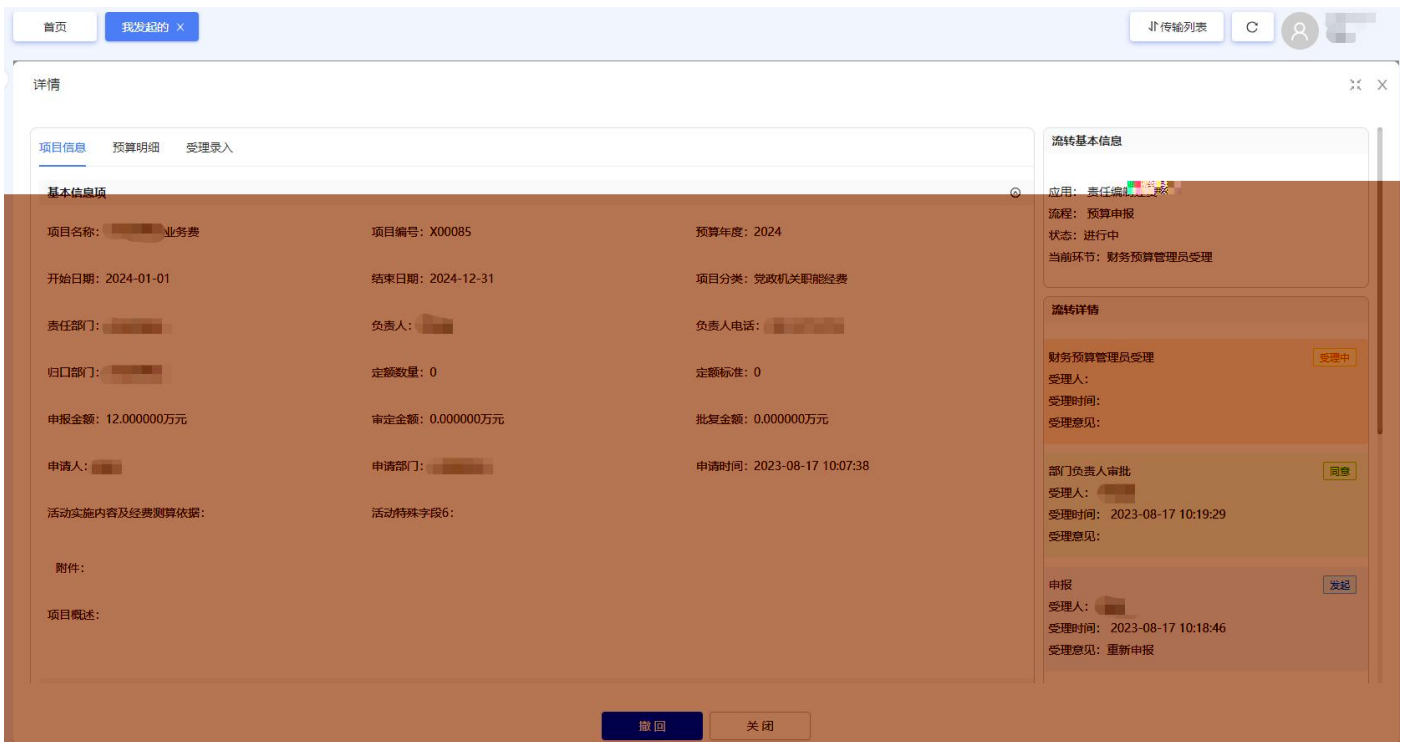 首页 我发起的 × 传输列表
详情
项目信息 预算明细 受理录入
基本信息项
项目名称： 业务费 项目编号：X00085 预算年度：2024
开始日期：2024-01-01 结束日期：2024-12-31 项目分类：党政机关职能经费
责任部门： 负责人： 负责人电话：
归口部门： 定额数量：0 定额标准：0
申报金额：12.000000万元 审定金额：0.000000万元 批复金额：0.000000万元
申请人： 申请部门： 申请时间：2023-08-17 10:07:38
活动实施内容及经费测算依据： 活动特殊字段6：
附件：
项目概述：
流转基本信息
应用： 责任编
流程： 预算申报
状态：进行中
当前环节：财务预算管理员受理
流转详情
财务预算管理员受理 受理中
受理人：
受理时间：
受理意见：
部门负责人审批 同意
受理人：
受理时间： 2023-08-17 10:19:29
受理意见：
申报 发起
受理人：
受理时间： 2023-08-17 10:18:46
受理意见：重新申报
撤回 关闭